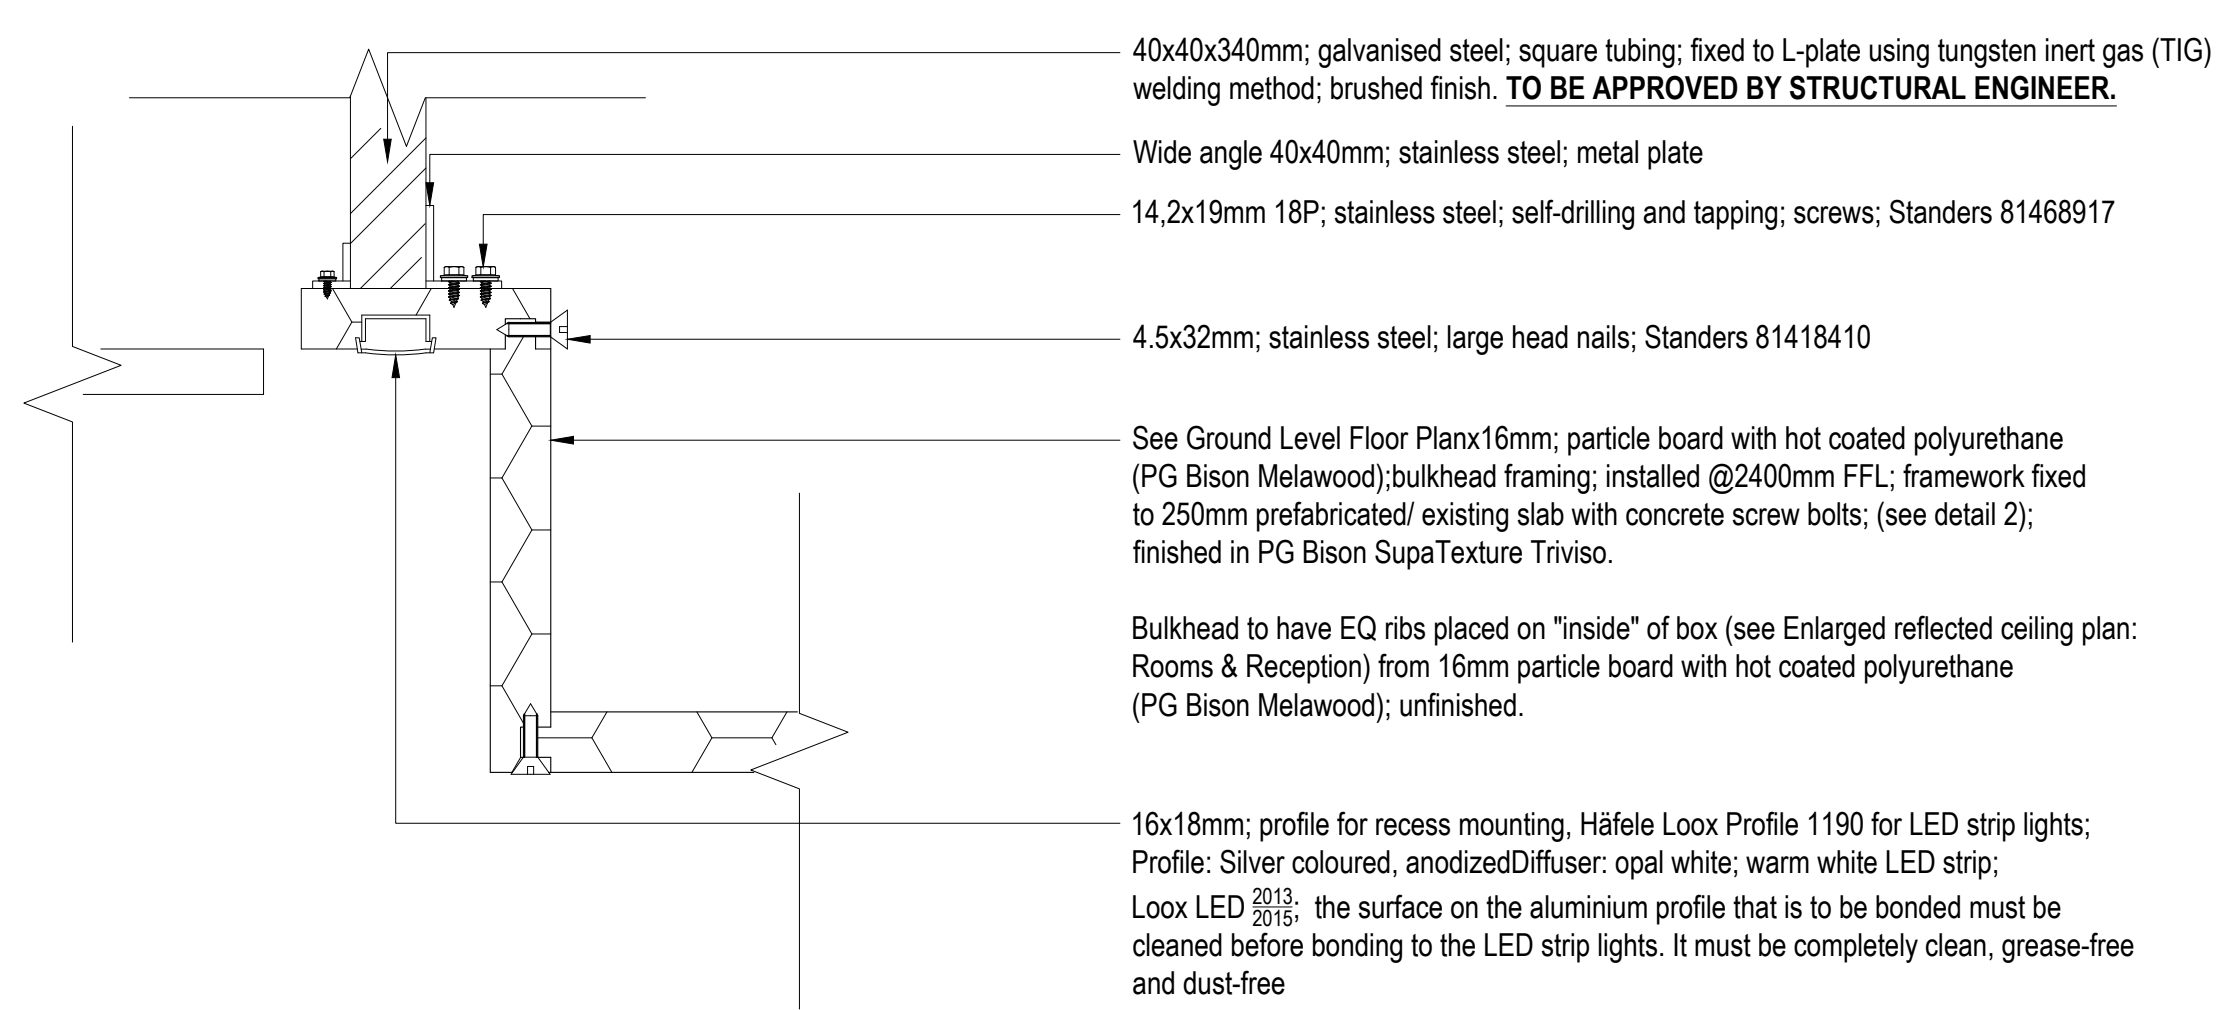 40x40x340mm; galvanised steel; square tubing; fixed to L-plate using tungsten inert gas (TIG)
welding method; brushed finish. TO BE APPROVED BY STRUCTURAL ENGINEER.
Wide angle 40x40mm; stainless steel; metal plate
14,2x19mm 18P; stainless steel; self-drilling and tapping; screws; Standers 81468917
4.5x32mm; stainless steel; large head nails; Standers 81418410
See Ground Level Floor Planx16mm; particle board with hot coated polyurethane
(PG Bison Melawood);bulkhead framing; installed @2400mm FFL; framework fixed
to 250mm prefabricated/ existing slab with concrete screw bolts; (see detail 2);
finished in PG Bison SupaTexture Triviso.
Bulkhead to have EQ ribs placed on "inside" of box (see Enlarged reflected ceiling plan:
Rooms & Reception) from 16mm particle board with hot coated polyurethane
(PG Bison Melawood); unfinished.
16x18mm; profile for recess mounting, Häfele Loox Profile 1190 for LED strip lights;
Profile: Silver coloured, anodizedDiffuser: opal white; warm white LED strip;
Loox LED 2013/2015;  the surface on the aluminium profile that is to be bonded must be
cleaned before bonding to the LED strip lights. It must be completely clean, grease-free
and dust-free